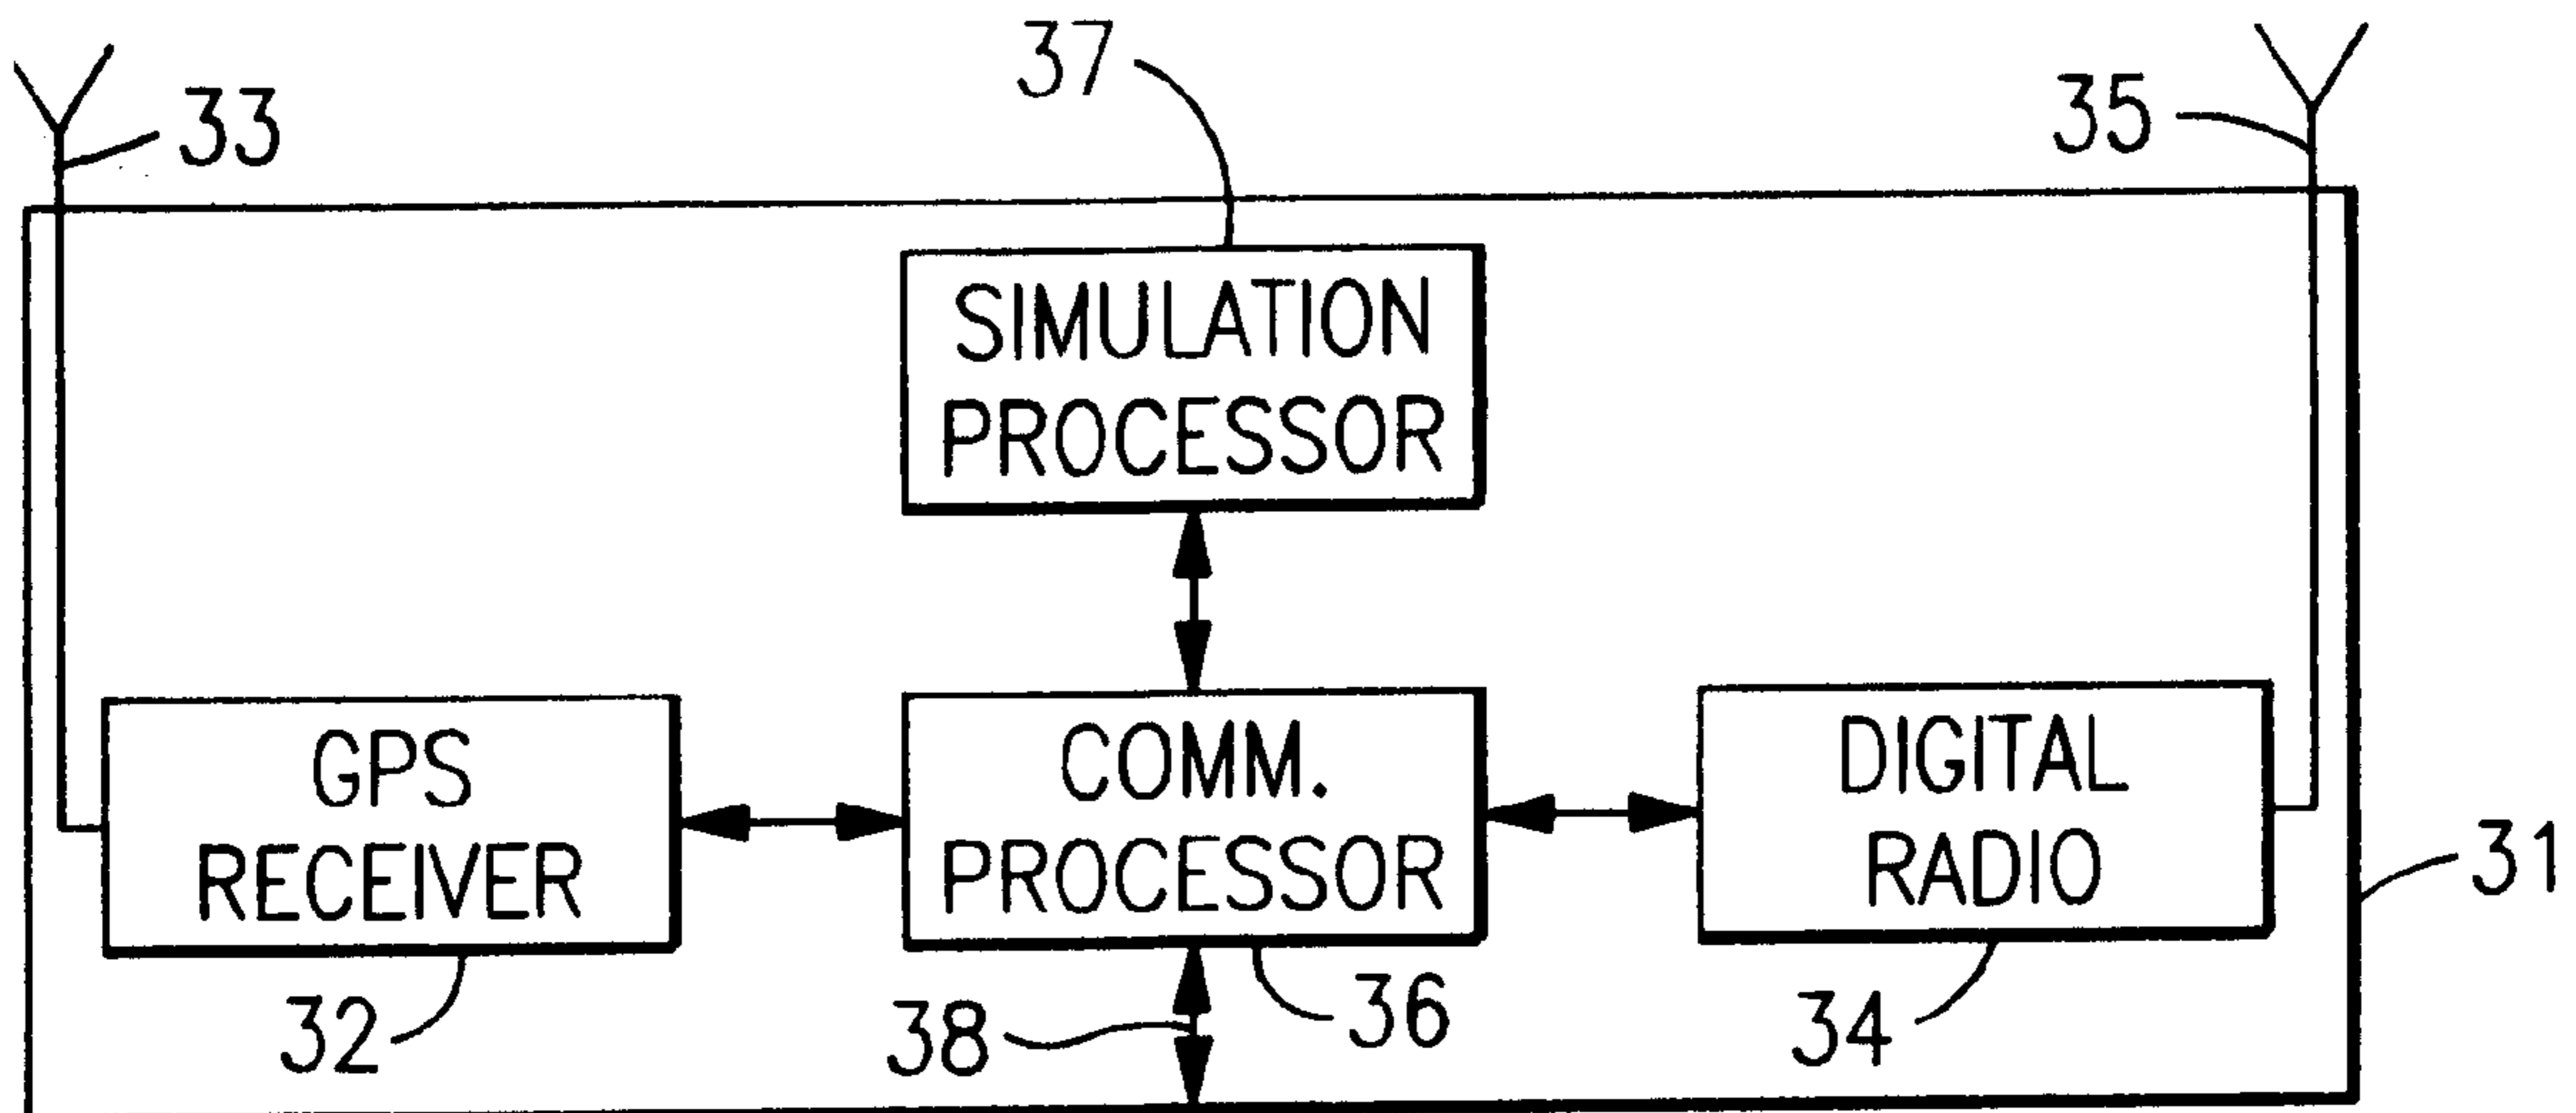 37
33
35
SIMULATION
PROCESSOR
GPS
RECEIVER
COMM.
PROCESSOR
DIGITAL
RADIO
31
32
38
36
34